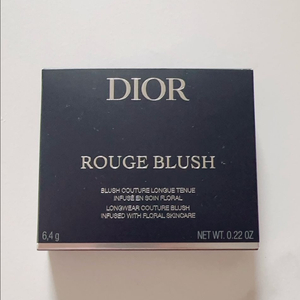 DIOR
ROUGE BLUSH
BLUSH COUTURE LONGUE TENUE
INFUSÉ EN SOIN FLORAL
LONGWEAR COUTURE BLUSH
INFUSED WITH FLORAL SKINCARE
6,4 g NET WT. 0.22 OZ